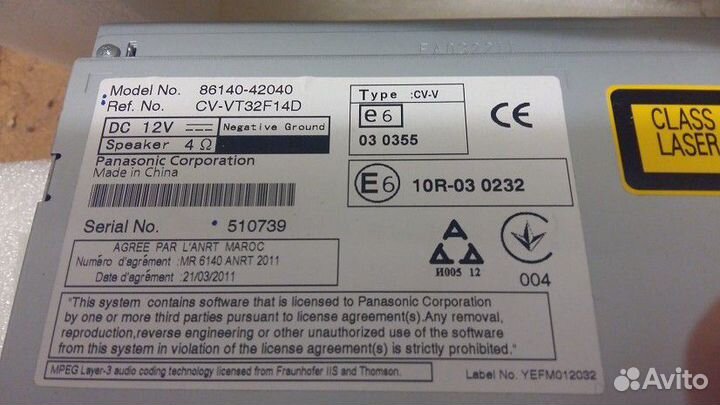 Model No. 86140-42040
Ref. No. CV-VT32F14D
DC 12V Negative Ground
Speaker 4 Ω
Panasonic Corporation
Made in China
Serial No. 510739
Type :CV-V
e6
03 0355
CE
E6 10R-03 0232
И005 12
004
AGREE PAR L'ANRT MAROC
Numéro d'agrément : MR 6140 ANRT 2011
Date d'agrément : 21/03/2011
"This system contains software that is licensed to Panasonic Corporation
by one or more third parties pursuant to license agreement(s). Any removal,
reproduction,reverse engineering or other unauthorized use of the software
from this system in violation of the license agreement(s) is strictly prohibited."
MPEG Layer-3 audio coding technology licensed from Fraunhofer IIS and Thomson.
Label No. YEFM012032
CLASS
LASER
Avito